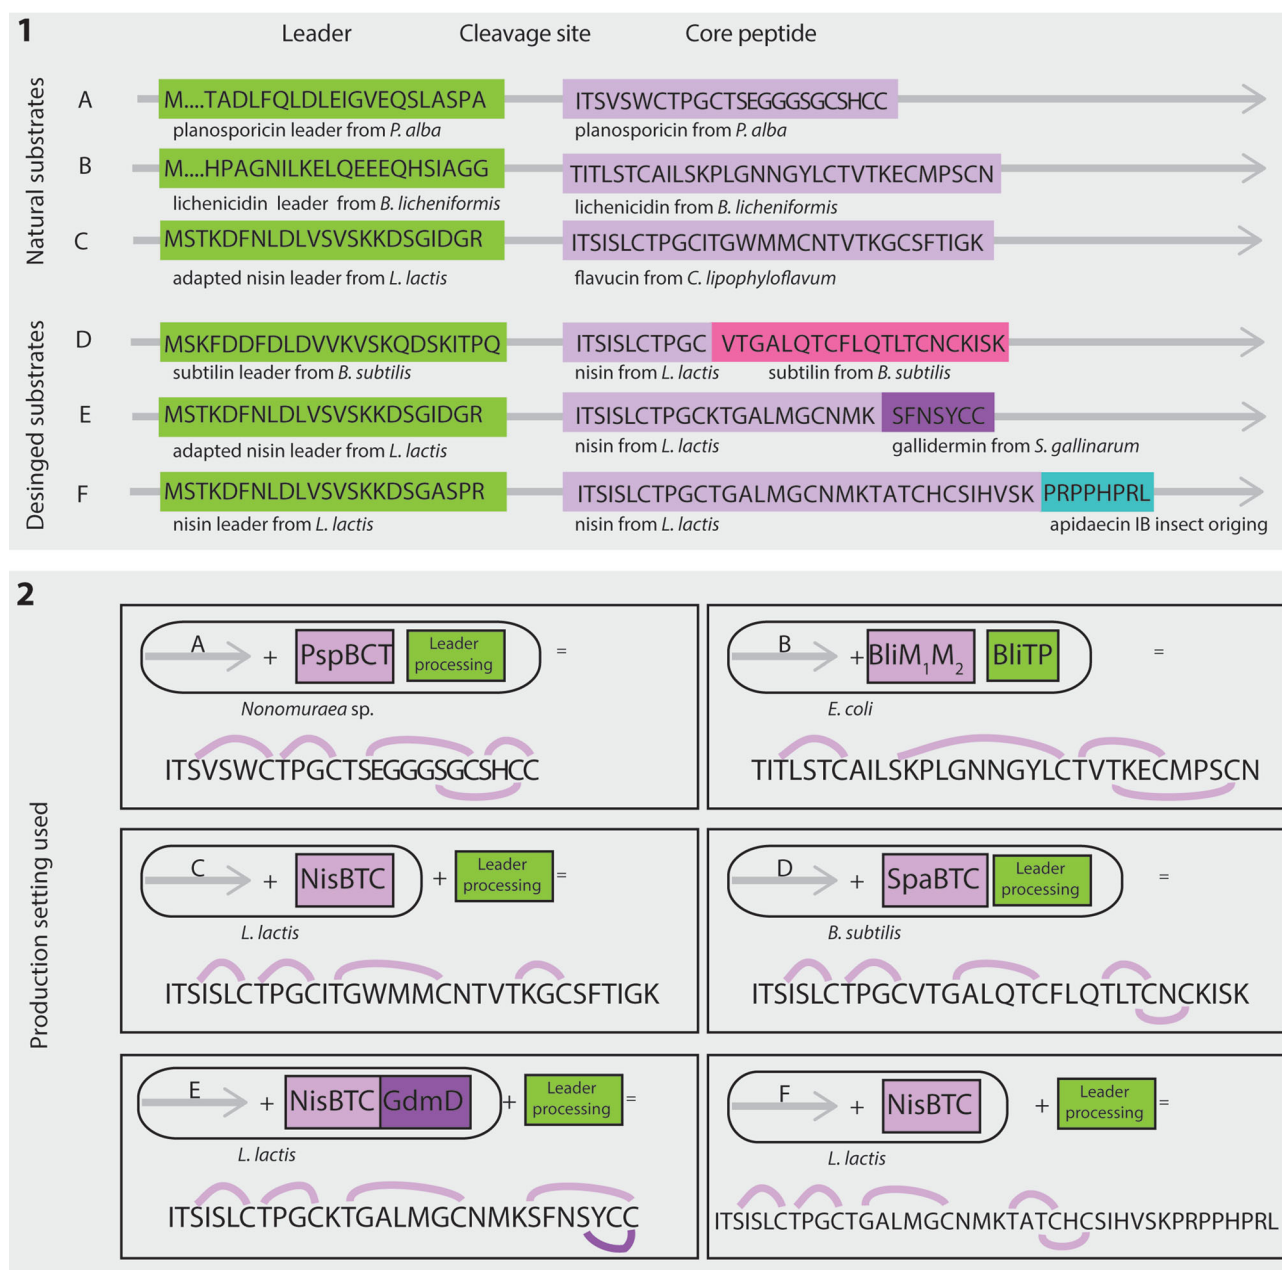 1
Leader Cleavage site Core peptide
Natural substrates
A M....TADLFQLDLEIGVEQSLASPA ITSVSWCTPGCTSEGGGSGCSHCC
planosporicin leader from P. alba planosporicin from P. alba
B M....HPAGNILKELQEEEQHSIAGG TITLSTCAILSKPLGNNGYLCTVTKECMPSCN
lichenicidin leader from B. licheniformis lichenicidin from B. licheniformis
C MSTKDFNLDLVSVSKKDSGIDGR ITSISLCTPGCITGWMMCNTVTKGCSFTIGK
adapted nisin leader from L. lactis flavucin from C. lipophyloflavum
Desinged substrates
D MSKFDDFDLDVVKVSKQDSKITPQ ITSISLCTPGC VTGALQTCFLQTLTCNCKISK
subtilin leader from B. subtilis nisin from L. lactis subtilin from B. subtilis
E MSTKDFNLDLVSVSKKDSGIDGR ITSISLCTPGCKTGALMGCNMK SFNSYCC
adapted nisin leader from L. lactis nisin from L. lactis gallidermin from S. gallinarum
F MSTKDFNLDLVSVSKKDSGASPR ITSISLCTPGCTGALMGCNMKTATCHCSIHVSK PRPPHPRL
nisin leader from L. lactis nisin from L. lactis apidaecin IB insect origing
2
Production setting used
A + PspBCT Leader
processing =
Nonomuraea sp.
ITSVSWCTPGCTSEGGGSGCSHCC
B + BliM1M2 BliTP =
E. coli
TITLSTCAILSKPLGNNGYLCTVTKECMPSCN
C + NisBTC + Leader
processing =
L. lactis
ITSISLCTPGCITGWMMCNTVTKGCSFTIGK
D + SpaBTC Leader
processing =
B. subtilis
ITSISLCTPGCVTGALQTCFLQTLTCNCKISK
E + NisBTC GdmD + Leader
processing =
L. lactis
ITSISLCTPGCKTGALMGCNMKSFNSYCC
F + NisBTC + Leader
processing =
L. lactis
ITSISLCTPGCTGALMGCNMKTATCHCSIHVSKPRPPHPRL